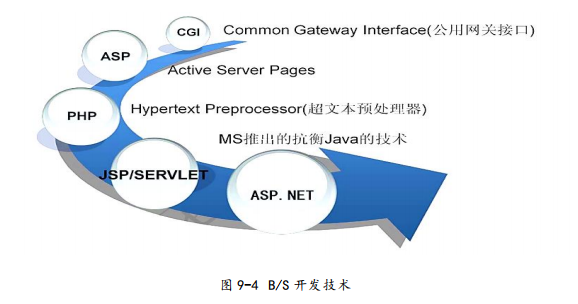 CGI Common Gateway Interface(公用网关接口)
ASP
Active Server Pages
PHP Hypertext Preprocessor(超文本预处理器)
MS推出的抗衡Java的技术
JSP/SERVLET
ASP. NET
图 9-4 B/S 开发技术